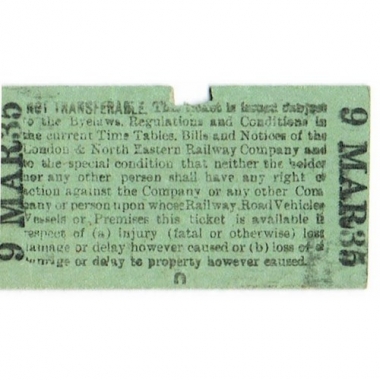 NOT TRANSFERABLE. This ticket is issued subject
to the Byelaws, Regulations and Conditions in
the current Time Tables, Bills and Notices of the
London & North Eastern Railway Company and
to the special condition that neither the holder
nor any other person shall have any right of
action against the Company or any other Com
pany or person upon whose Railway, Road Vehicles
Vessels or Premises this ticket is available in
respect of (a) injury (fatal or otherwise) loss
damage or delay however caused or (b) loss of or
damage or delay to property however caused.
9 MAR35
9 MAR35